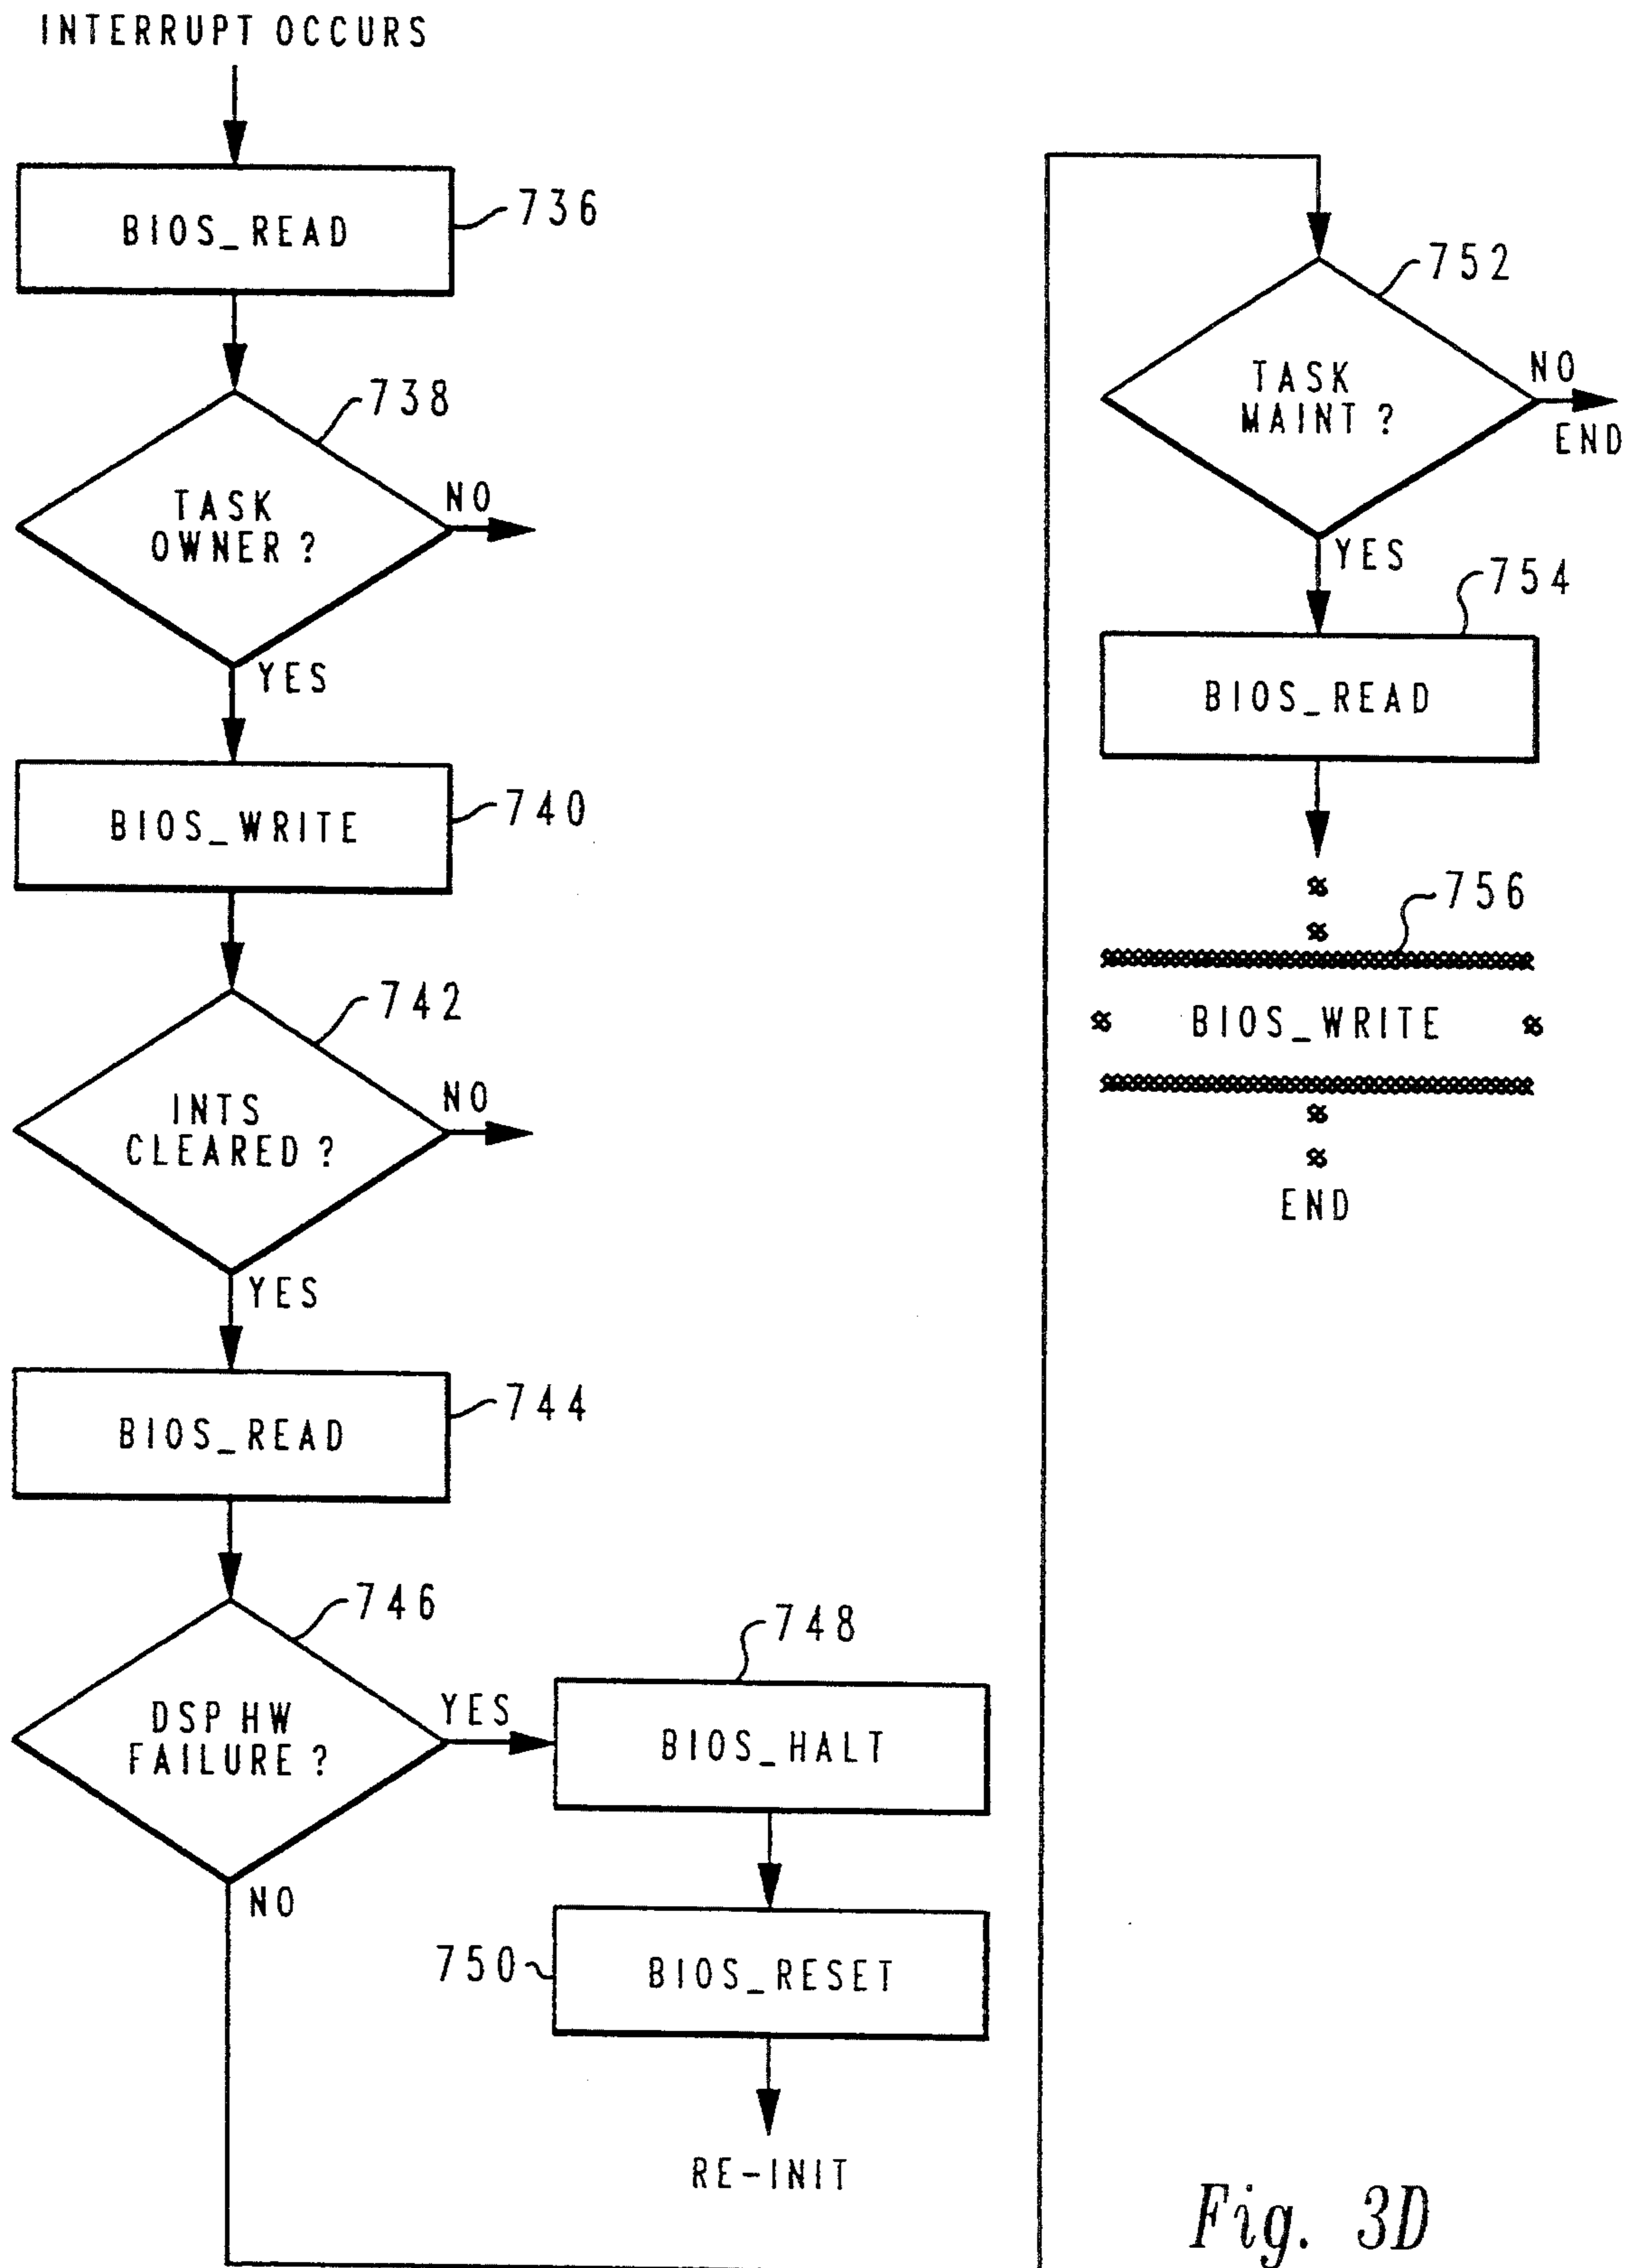 INTERRUPT OCCURS
BIOS_READ
736
738
TASK
OWNER ?
NO
YES
BIOS_WRITE
740
742
INTS
CLEARED ?
NO
YES
BIOS_READ
744
746
DSP HW
FAILURE ?
YES
NO
748
BIOS_HALT
750
BIOS_RESET
RE-INIT
752
TASK
MAINT ?
NO
END
YES
754
BIOS_READ
756
BIOS_WRITE
END
Fig. 3D